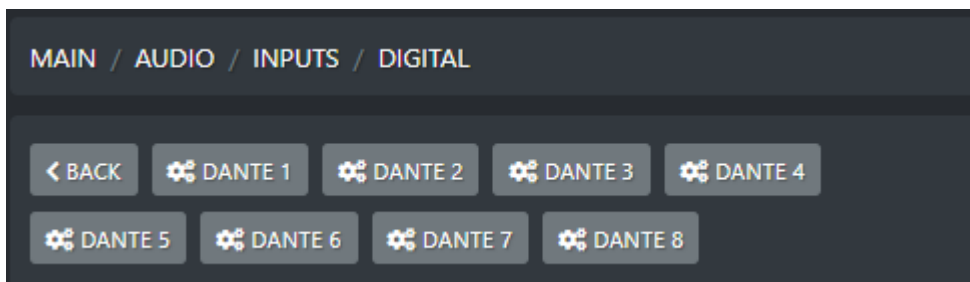 MAIN / AUDIO / INPUTS / DIGITAL
BACK DANTE 1 DANTE 2 DANTE 3 DANTE 4
DANTE 5 DANTE 6 DANTE 7 DANTE 8